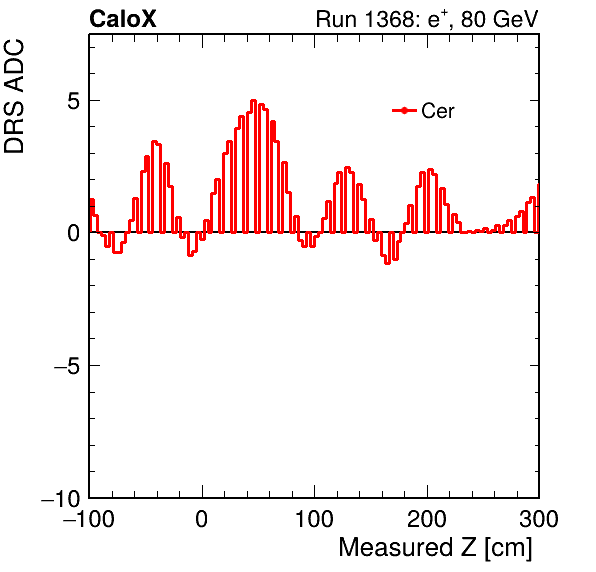 CaloX
Run 1368: e+, 80 GeV
DRS ADC
Cer
5
0
−5
−10
−100 0 100 200 300
Measured Z [cm]